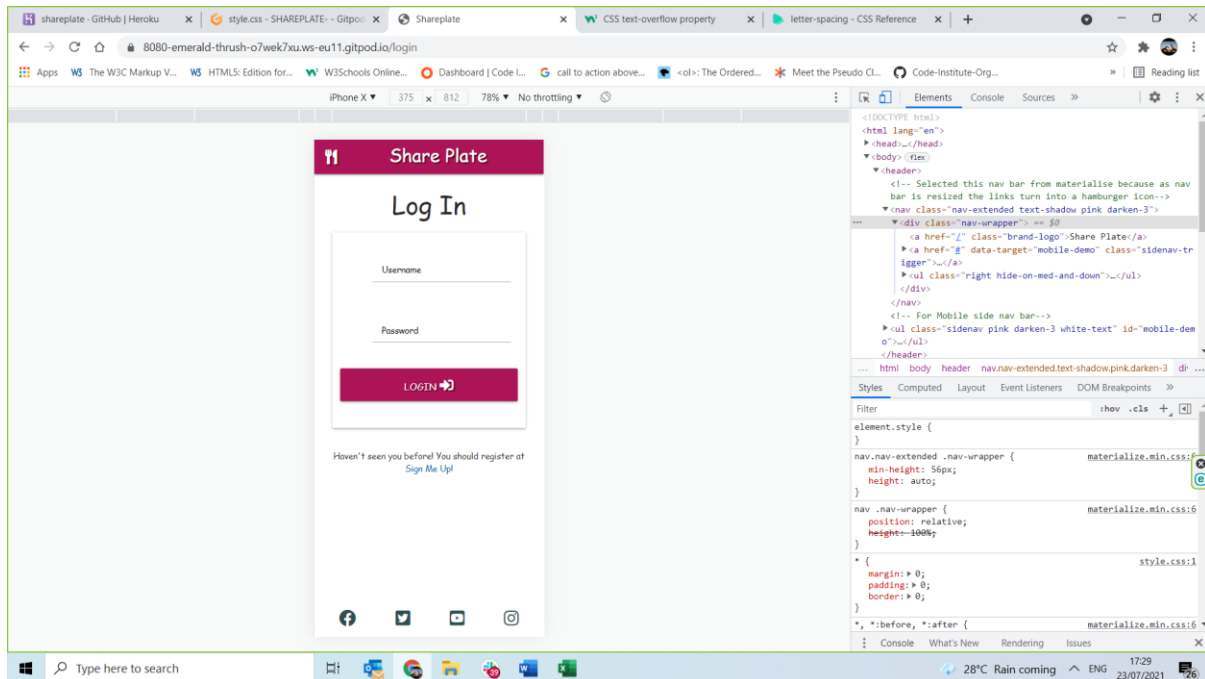 shareplate · GitHub | Heroku
style.css - SHAREPLATE- - Gitpod
Shareplate
CSS text-overflow property
letter-spacing - CSS Reference
8080-emerald-thrush-o7wek7xu.ws-eu11.gitpod.io/login
Apps
The W3C Markup V...
HTML5: Edition for...
W3Schools Online...
Dashboard | Code I...
call to action above...
<ol>: The Ordered...
Meet the Pseudo Cl...
Code-Institute-Org...
»
Reading list
iPhone X ▼ 375 x 812 78% ▼ No throttling ▼
Share Plate
Log In
Username
Password
LOGIN
Haven't seen you before! You should register at
Sign Me Up!
Elements Console Sources »
<!DOCTYPE html>
<html lang="en">
▶<head>…</head>
▼<body> flex
▼<header>
<!-- Selected this nav bar from materialise because as nav
bar is resized the links turn into a hamburger icon-->
▼<nav class="nav-extended text-shadow pink darken-3">
… ▼<div class="nav-wrapper"> == $0
<a href="/" class="brand-logo">Share Plate</a>
▶<a href="#" data-target="mobile-demo" class="sidenav-tr
igger">…</a>
▶<ul class="right hide-on-med-and-down">…</ul>
</div>
</nav>
<!-- For Mobile side nav bar-->
▶<ul class="sidenav pink darken-3 white-text" id="mobile-dem
o">…</ul>
</header>
... html body header nav.nav-extended.text-shadow.pink.darken-3 di ...
Styles Computed Layout Event Listeners DOM Breakpoints »
Filter :hov .cls +
element.style {
}
nav.nav-extended .nav-wrapper { materialize.min.css:6
min-height: 56px;
height: auto;
}
nav .nav-wrapper { materialize.min.css:6
position: relative;
height: 100%;
}
* { style.css:1
margin:▶ 0;
padding:▶ 0;
border:▶ 0;
}
*, *:before, *:after { materialize.min.css:6
Console What's New Rendering Issues
Type here to search
39
28°C Rain coming
ENG
17:29
23/07/2021
26